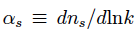 αₛ ≡ dnₛ/dlnk